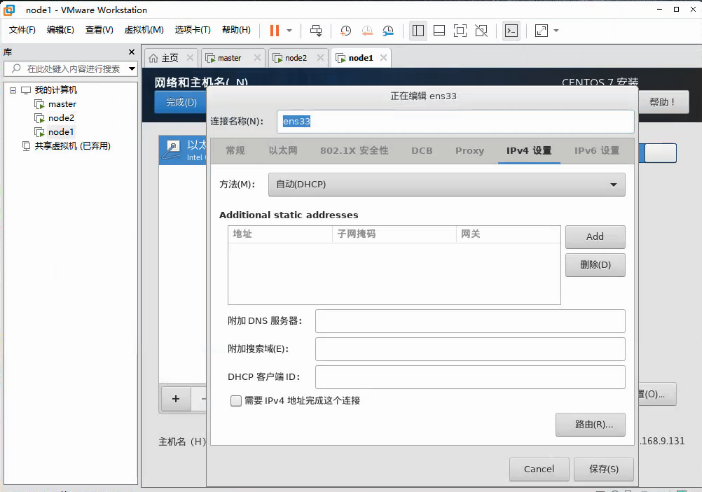 node1 - VMware Workstation
文件(F) 编辑(E) 查看(V) 虚拟机(M) 选项卡(T) 帮助(H)
库
主页 master node2 node1
在此处键入内容进行搜索
我的计算机
master
node2
node1
共享虚拟机 (已弃用)
网络和主机名( N) CENTOS 7 安装
完成(D) 帮助！
正在编辑 ens33
连接名称(N): ens33
以太
Intel
常规 以太网 802.1X 安全性 DCB Proxy IPv4 设置 IPv6 设置
方法(M): 自动(DHCP)
Additional static addresses
地址 子网掩码 网关
Add
删除(D)
附加 DNS 服务器:
附加搜索域(E):
DHCP 客户端 ID:
需要 IPv4 地址完成这个连接
置(O)...
路由(R)...
主机名 (H) .168.9.131
Cancel 保存(S)